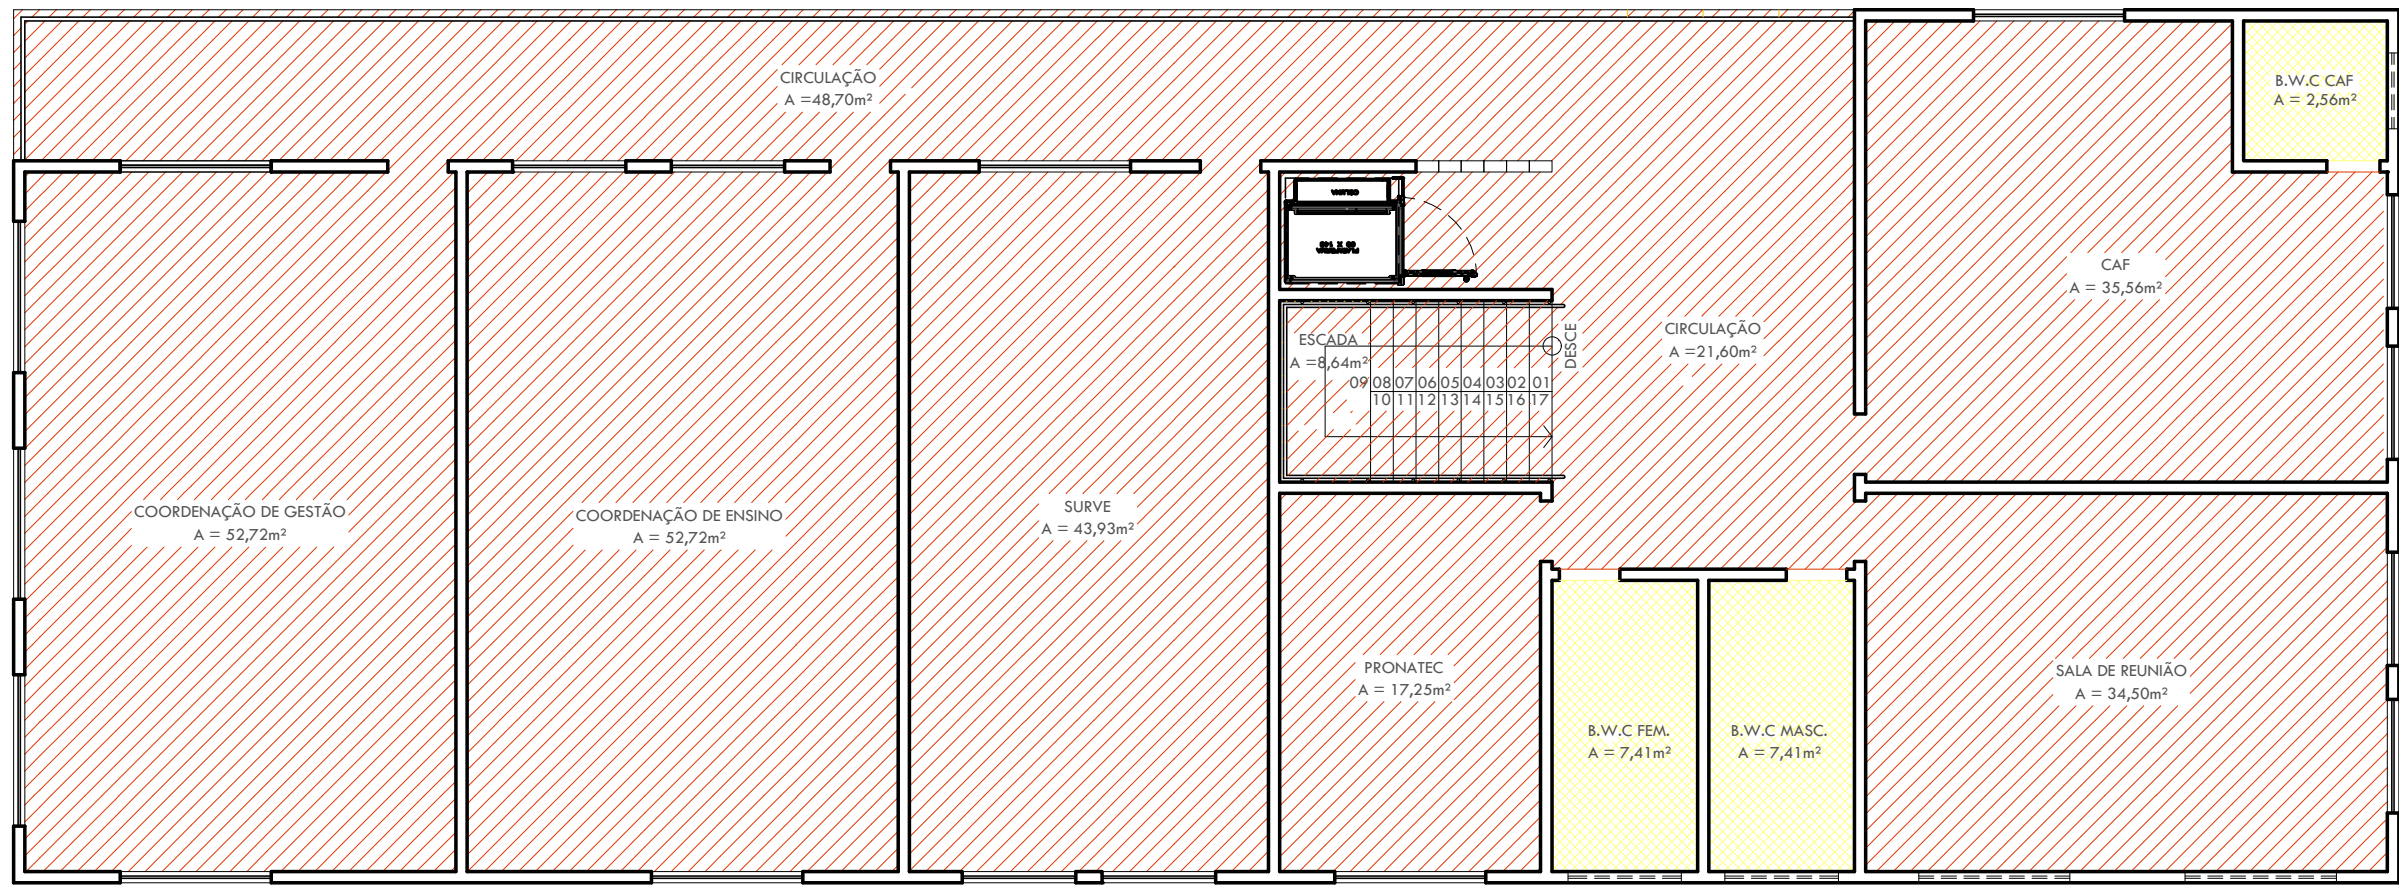 CIRCULAÇÃO
A =48,70m²
B.W.C CAF
A = 2,56m²
PLATAFORMA
90 X 140
CAF
A = 35,56m²
ESCADA
A =8,64m²
DESCE
CIRCULAÇÃO
A =21,60m²
09 08 07 06 05 04 03 02 01
10 11 12 13 14 15 16 17
COORDENAÇÃO DE GESTÃO
A = 52,72m²
COORDENAÇÃO DE ENSINO
A = 52,72m²
SURVE
A = 43,93m²
PRONATEC
A = 17,25m²
SALA DE REUNIÃO
A = 34,50m²
B.W.C FEM.
A = 7,41m²
B.W.C MASC.
A = 7,41m²